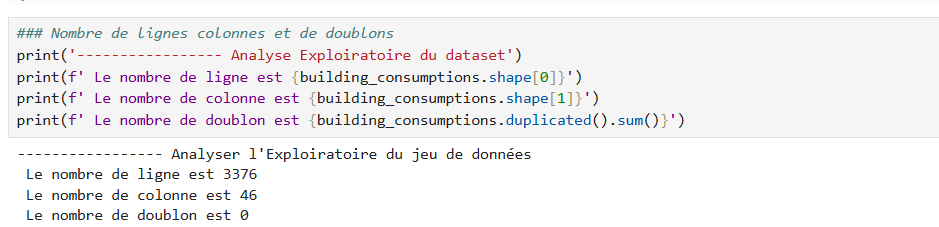 ### Nombre de lignes colonnes et de doublons
print('----------------- Analyse Exploiratoire du dataset')
print(f' Le nombre de ligne est {building_consumptions.shape[0]}')
print(f' Le nombre de colonne est {building_consumptions.shape[1]}')
print(f' Le nombre de doublon est {building_consumptions.duplicated().sum()}')
----------------- Analyser l'Exploiratoire du jeu de données
Le nombre de ligne est 3376
Le nombre de colonne est 46
Le nombre de doublon est 0